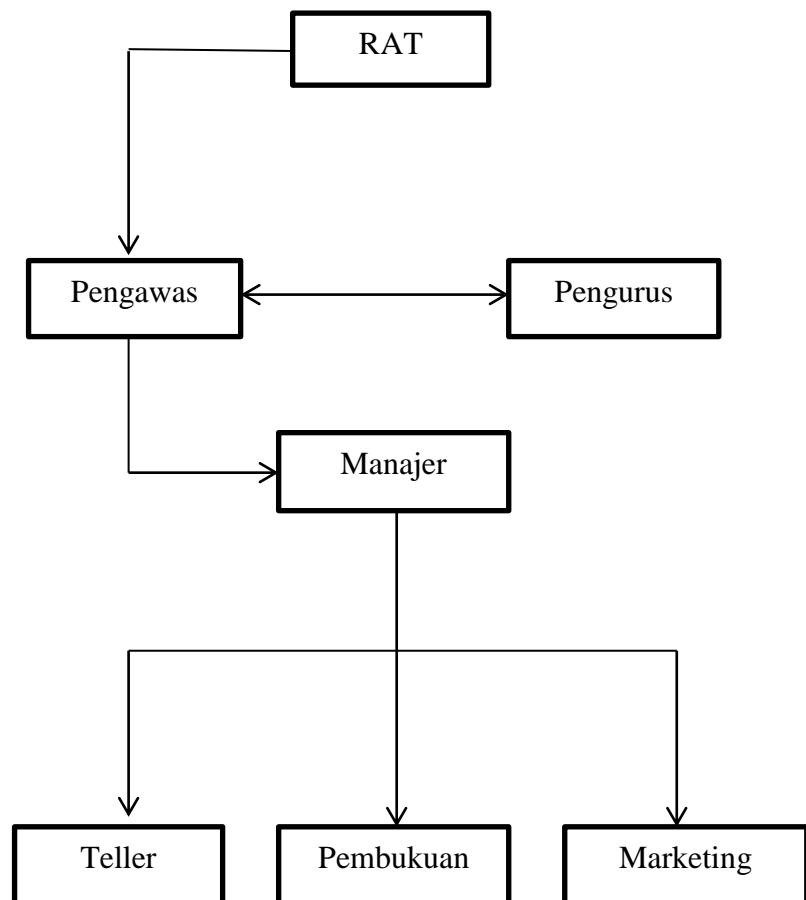 RAT
Pengawas
Pengurus
Manajer
Teller
Pembukuan
Marketing